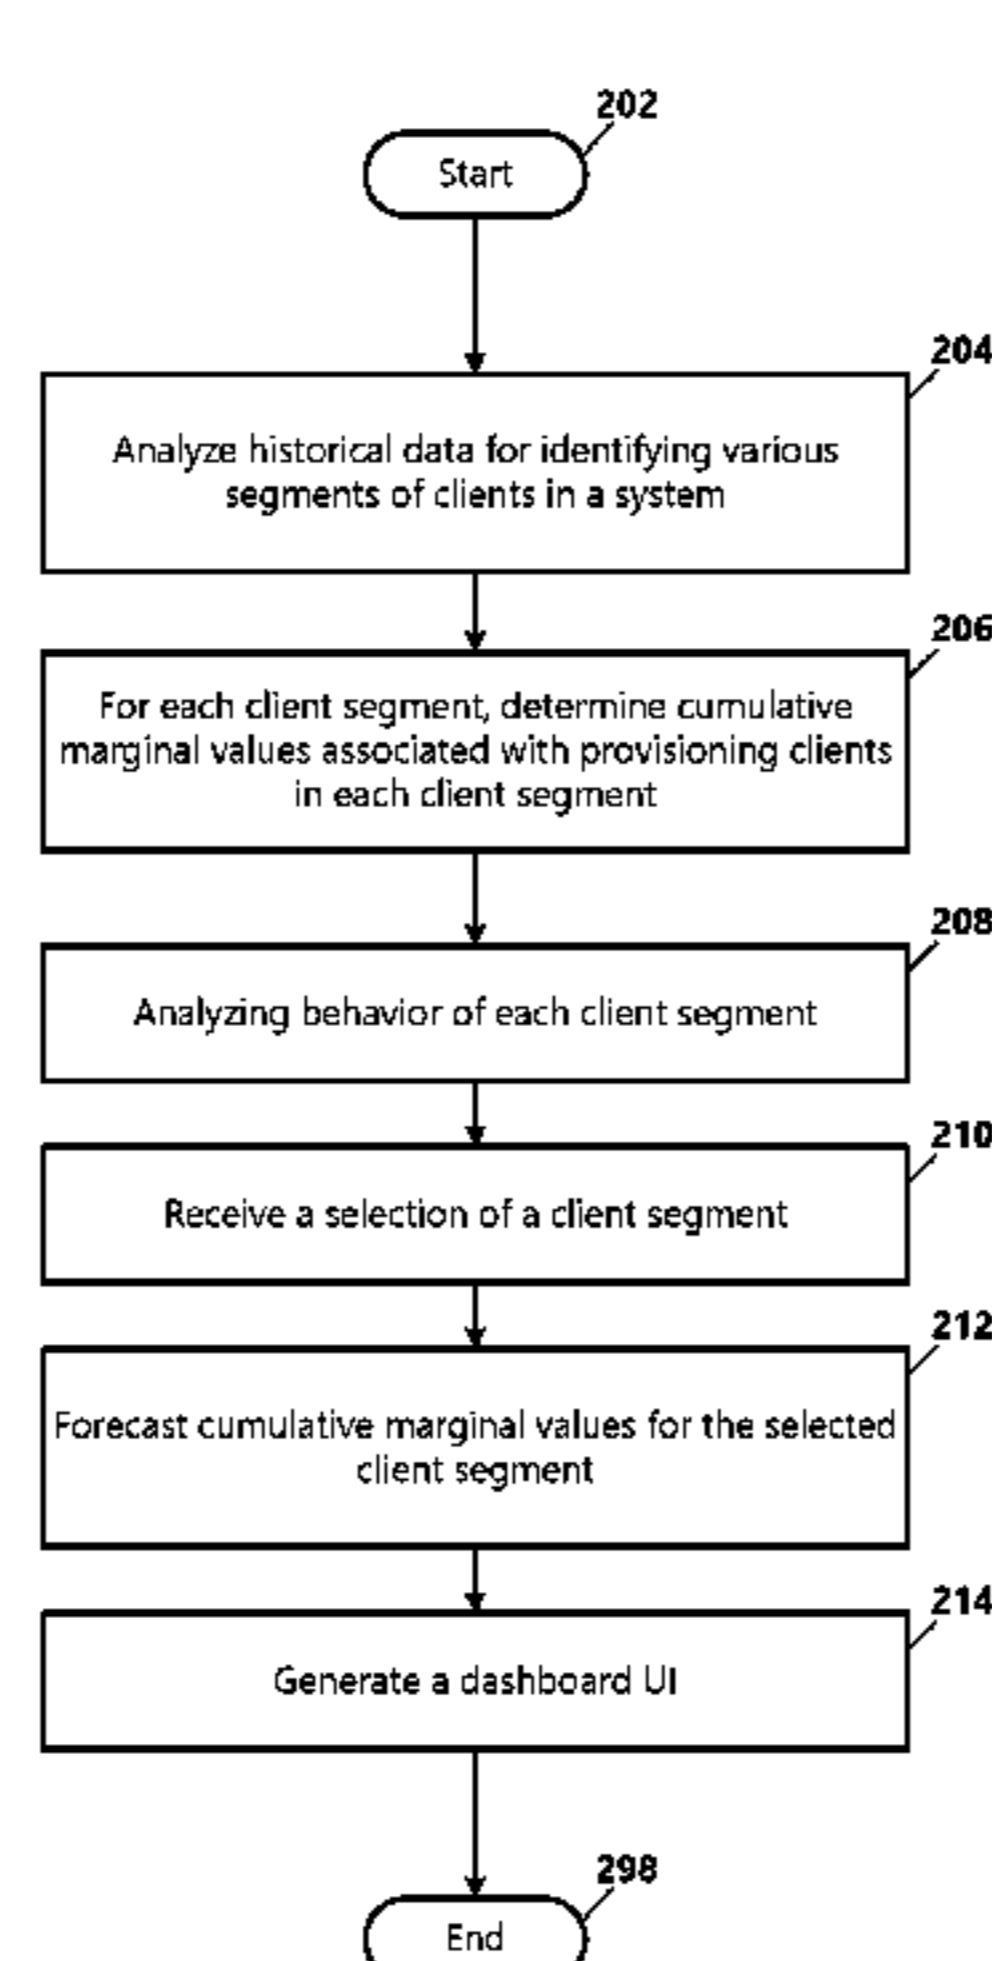 202
Start
204
Analyze historical data for identifying various
segments of clients in a system
206
For each client segment, determine cumulative
marginal values associated with provisioning clients
in each client segment
208
Analyzing behavior of each client segment
210
Receive a selection of a client segment
212
Forecast cumulative marginal values for the selected
client segment
214
Generate a dashboard UI
298
End